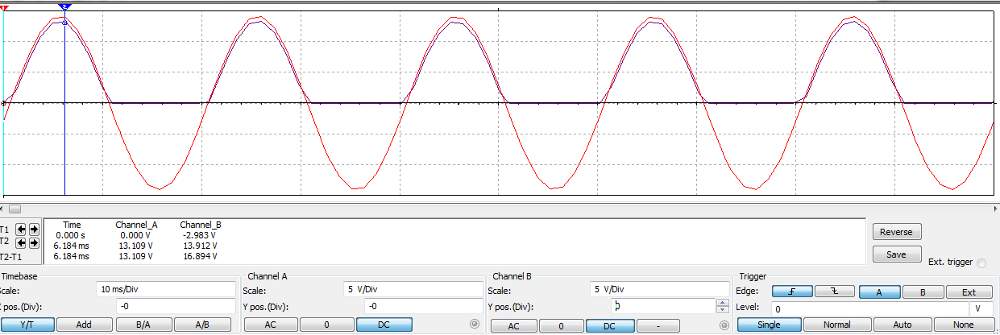 1 2
Time Channel_A Channel_B
T1 0.000 s 0.000 V -2.983 V
T2 6.184 ms 13.109 V 13.912 V
T2-T1 6.184 ms 13.109 V 16.894 V
Reverse
Save
Ext. trigger
Timebase Channel A Channel B Trigger
Scale: 10 ms/Div Scale: 5 V/Div Scale: 5 V/Div Edge: A B Ext
X pos.(Div): -0 Y pos.(Div): -0 Y pos.(Div): 0 Level: 0 V
Y/T Add B/A A/B AC 0 DC AC 0 DC - Single Normal Auto None